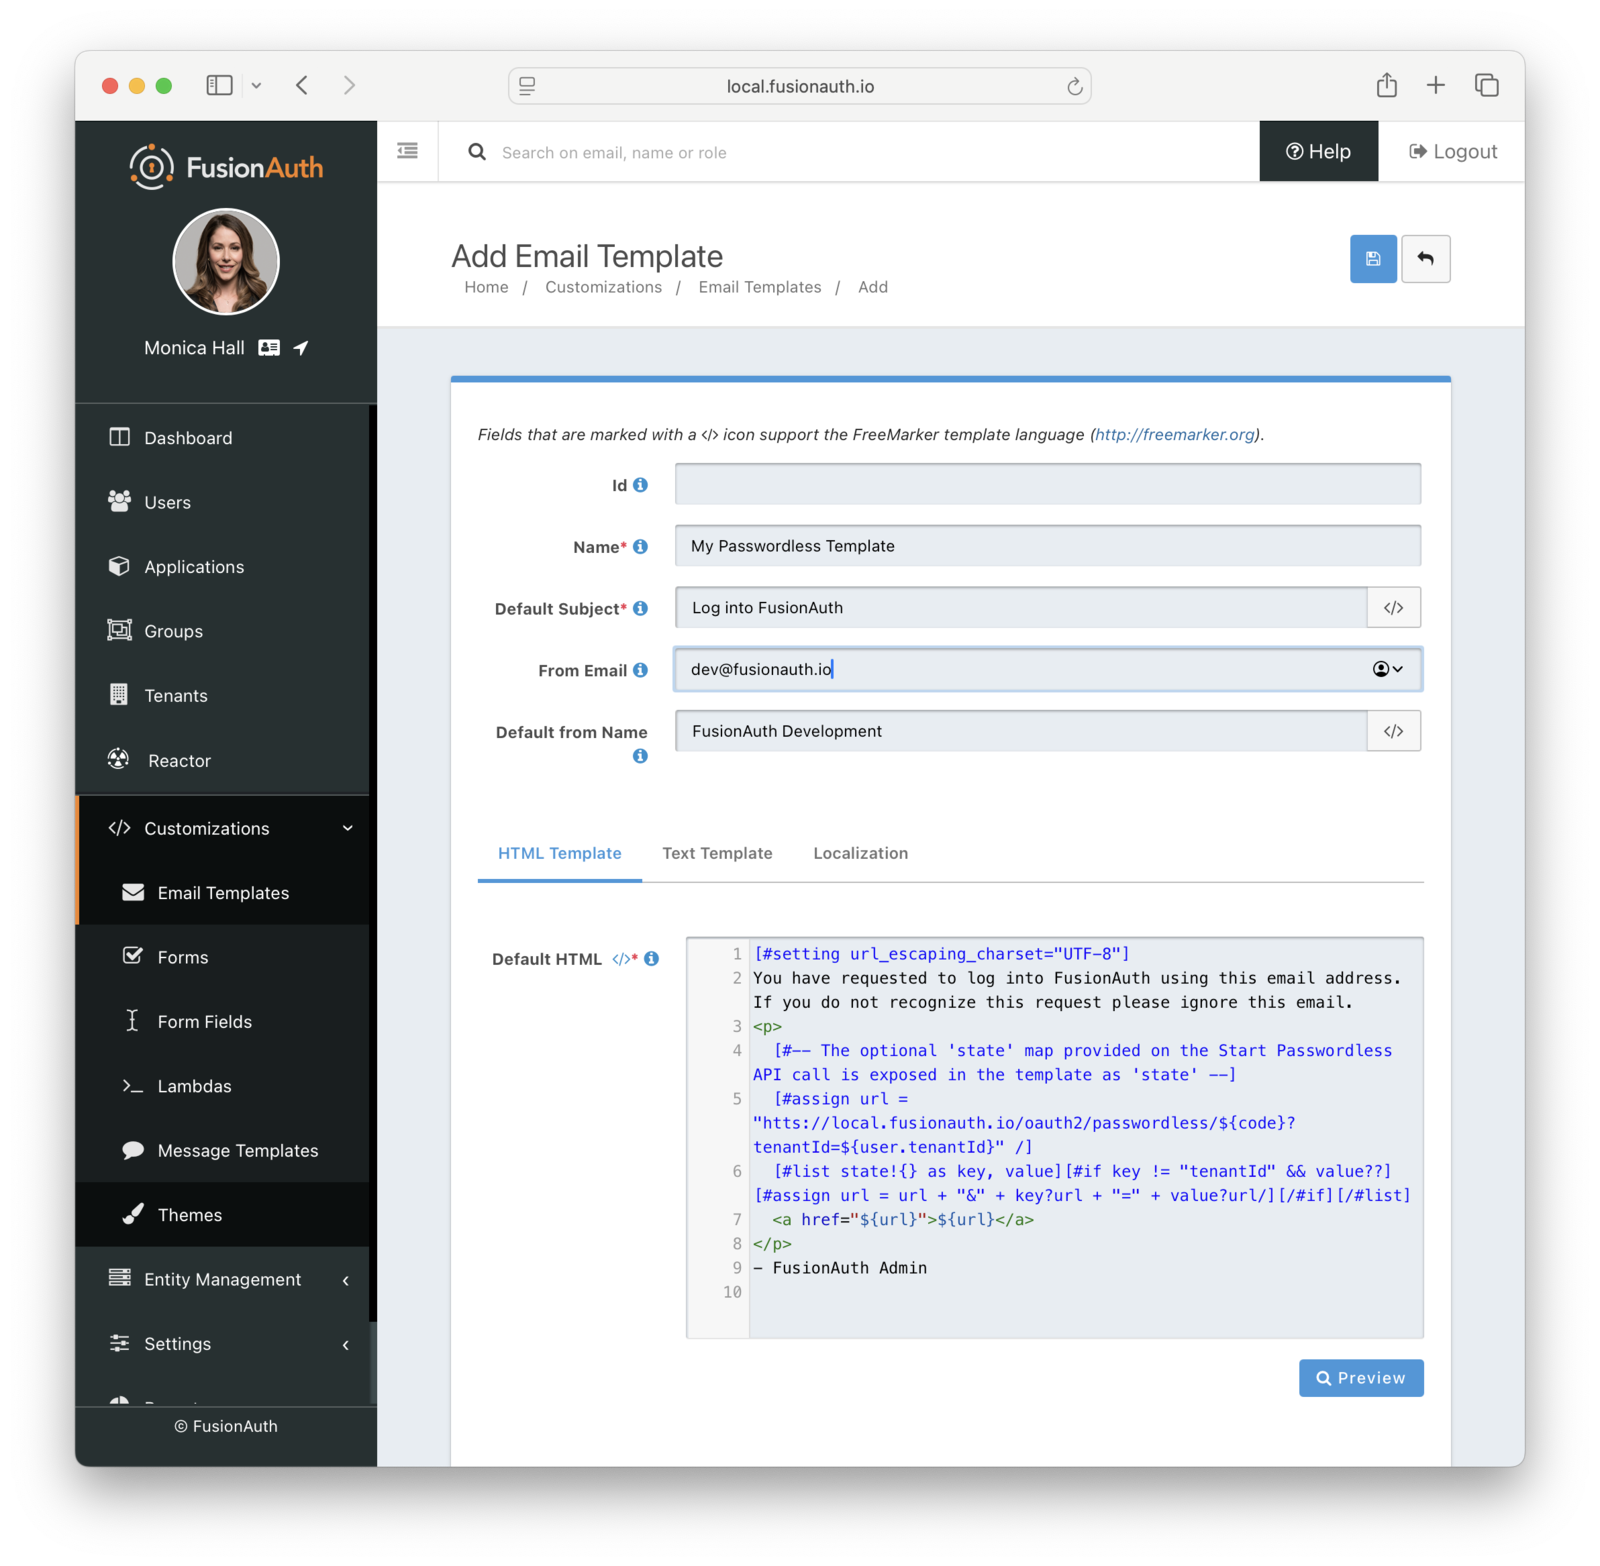 local.fusionauth.io
FusionAuth
Search on email, name or role
Help
Logout
Monica Hall
Dashboard
Users
Applications
Groups
Tenants
Reactor
Customizations
Email Templates
Forms
Form Fields
Lambdas
Message Templates
Themes
Entity Management
Settings
© FusionAuth
Add Email Template
Home / Customizations / Email Templates / Add
Fields that are marked with a </> icon support the FreeMarker template language (http://freemarker.org).
Id
Name* My Passwordless Template
Default Subject* Log into FusionAuth </>
From Email dev@fusionauth.io
Default from Name FusionAuth Development </>
HTML Template Text Template Localization
Default HTML </>*
1 [#setting url_escaping_charset="UTF-8"]
2 You have requested to log into FusionAuth using this email address.
If you do not recognize this request please ignore this email.
3 <p>
4 [#-- The optional 'state' map provided on the Start Passwordless
API call is exposed in the template as 'state' --]
5 [#assign url =
"htts://local.fusionauth.io/oauth2/passwordless/${code}?
tenantId=${user.tenantId}" /]
6 [#list state!{} as key, value][#if key != "tenantId" && value??]
[#assign url = url + "&" + key?url + "=" + value?url/][/#if][/#list]
7 <a href="${url}">${url}</a>
8 </p>
9 - FusionAuth Admin
10
Preview